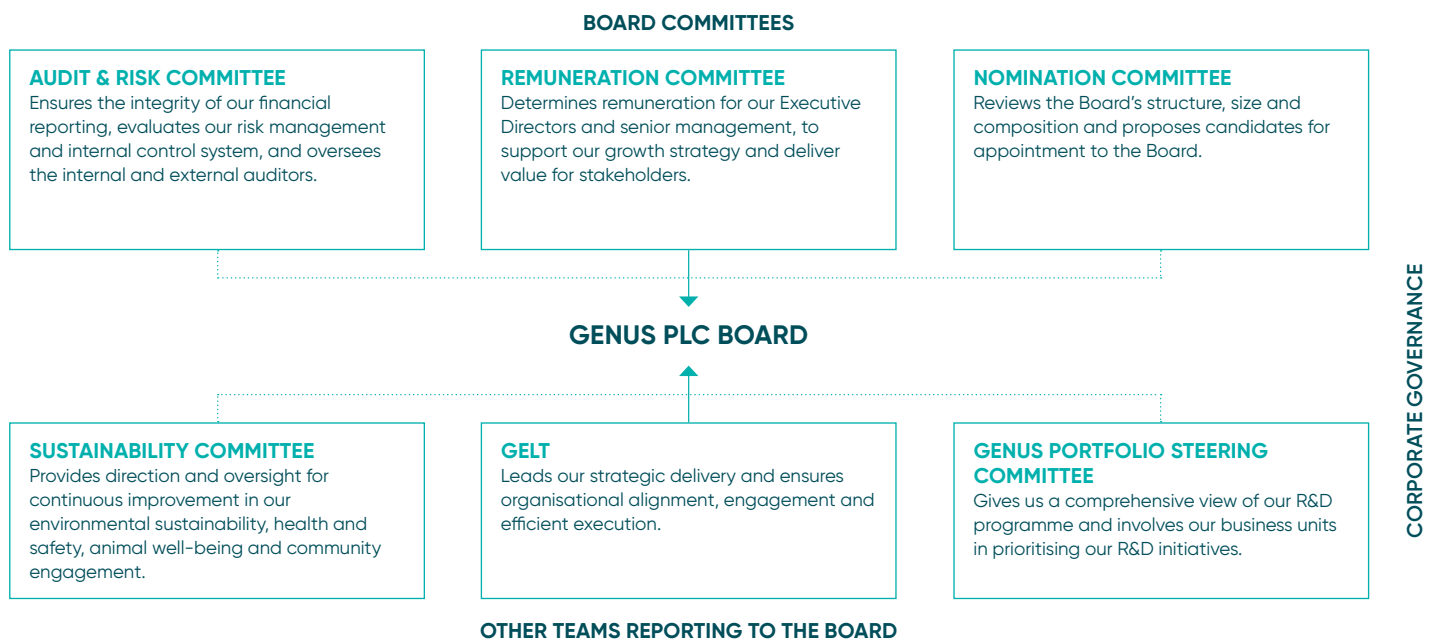 BOARD COMMITTEES
AUDIT & RISK COMMITTEE
Ensures the integrity of our financial
reporting, evaluates our risk management
and internal control system, and oversees
the internal and external auditors.
REMUNERATION COMMITTEE
Determines remuneration for our Executive
Directors and senior management, to
support our growth strategy and deliver
value for stakeholders.
NOMINATION COMMITTEE
Reviews the Board's structure, size and
composition and proposes candidates for
appointment to the Board.
GENUS PLC BOARD
SUSTAINABILITY COMMITTEE
Provides direction and oversight for
continuous improvement in our
environmental sustainability, health and
safety, animal well-being and community
engagement.
GELT
Leads our strategic delivery and ensures
organisational alignment, engagement and
efficient execution.
GENUS PORTFOLIO STEERING
COMMITTEE
Gives us a comprehensive view of our R&D
programme and involves our business units
in prioritising our R&D initiatives.
OTHER TEAMS REPORTING TO THE BOARD
CORPORATE GOVERNANCE